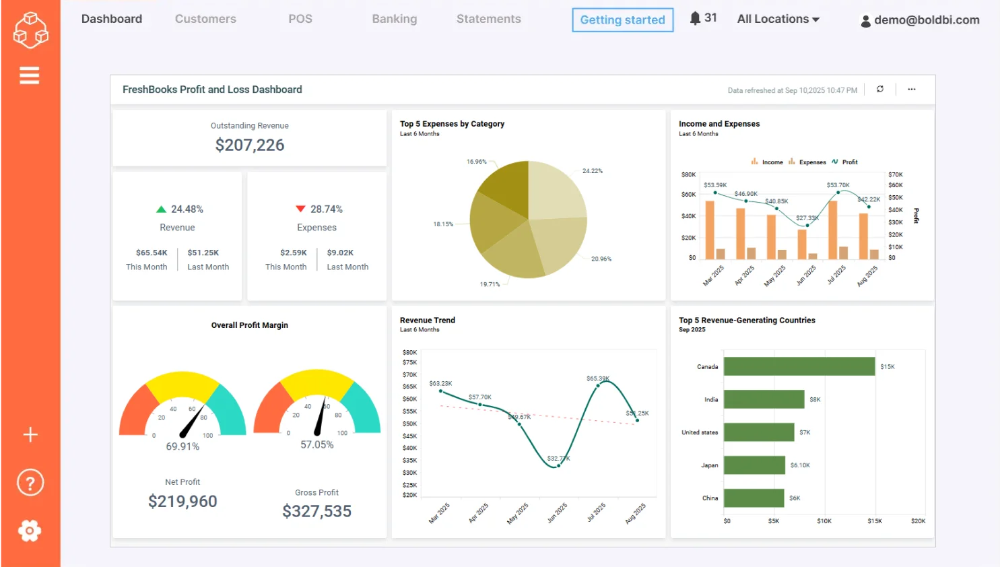 Dashboard
Customers
POS
Banking
Statements
Getting started
31
All Locations
demo@boldbi.com
FreshBooks Profit and Loss Dashboard
Data refreshed at Sep 10,2025 10:47 PM
Outstanding Revenue
$207,226
24.48%
Revenue
$65.54K
This Month
$51.25K
Last Month
28.74%
Expenses
$2.59K
This Month
$9.02K
Last Month
Top 5 Expenses by Category
Last 6 Months
16.96%
24.22%
18.15%
20.96%
19.71%
Income and Expenses
Last 6 Months
Income
Expenses
Profit
$80K
$60K
$40K
$20K
$0
$53.59K
$46.90K
$40.85K
$27.33K
$53.70K
$42.22K
$70K
$60K
$50K
$40K
$30K
$20K
$10K
$0
Profit
Mar 2025
Apr 2025
May 2025
Jun 2025
Jul 2025
Aug 2025
Overall Profit Margin
0
20
40
60
80
100
69.91%
Net Profit
$219,960
0
20
40
60
80
100
57.05%
Gross Profit
$327,535
Revenue Trend
Last 6 Months
$80K
$75K
$70K
$65K
$60K
$55K
$50K
$45K
$40K
$35K
$30K
$25K
$20K
$63.23K
$57.70K
$49.67K
$32.77K
$65.39K
$51.25K
Mar 2025
Apr 2025
May 2025
Jun 2025
Jul 2025
Aug 2025
Top 5 Revenue-Generating Countries
Sep 2025
Canada
$15K
India
$8K
United states
$7K
Japan
$6.10K
China
$6K
$0
$5K
$10K
$15K
$20K